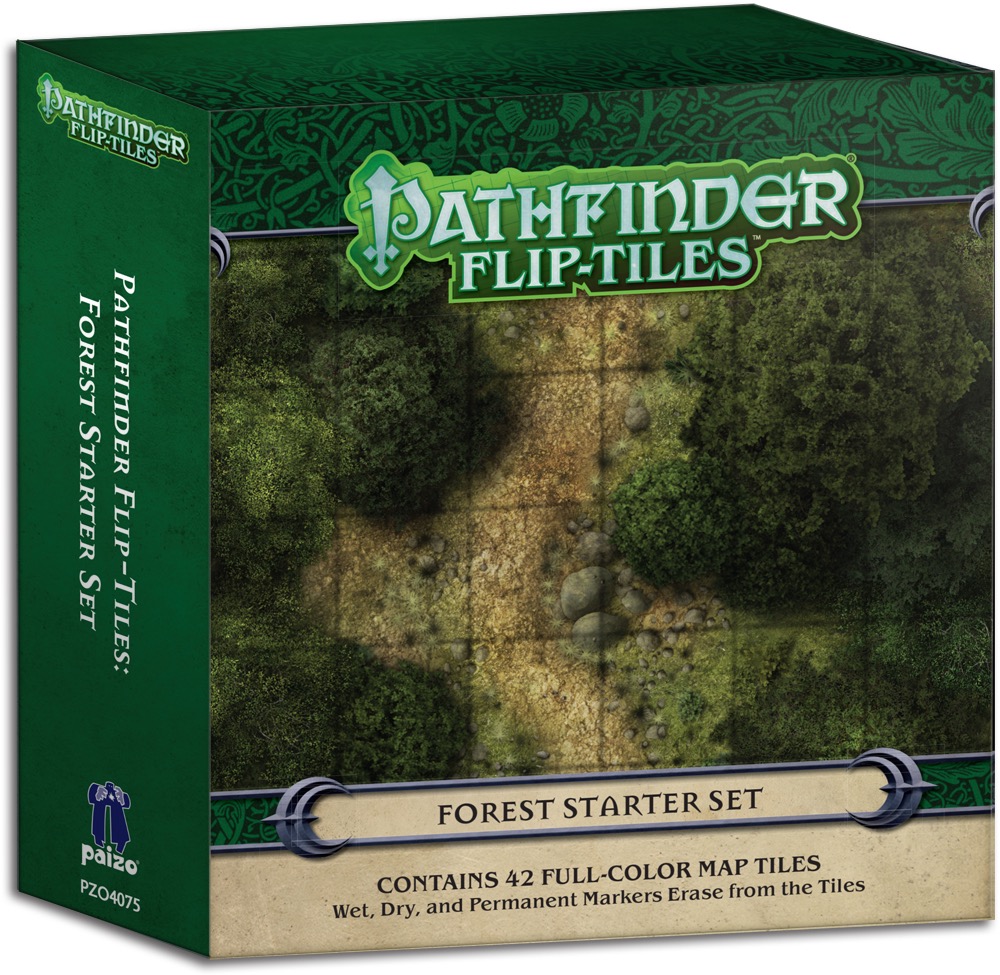 PATHFINDER
FLIP-TILES
PATHFINDER FLIP-TILES:
FOREST STARTER SET
paizo®
PZO4075
PATHFINDER®
FLIP-TILES™
FOREST STARTER SET
CONTAINS 42 FULL-COLOR MAP TILES
Wet, Dry, and Permanent Markers Erase from the Tiles